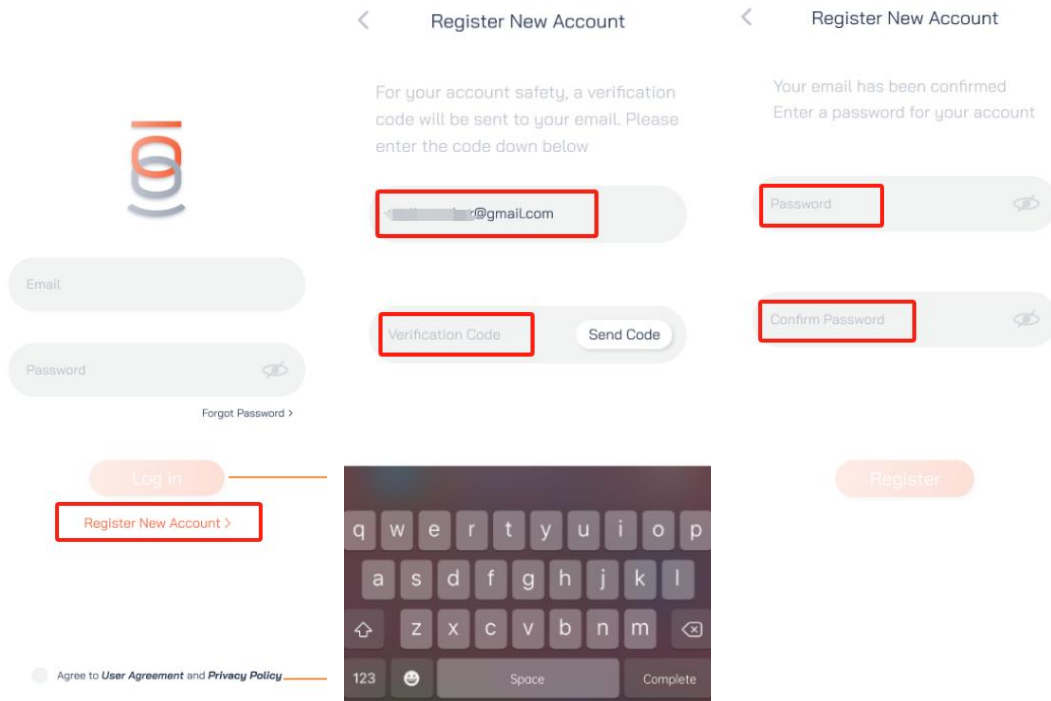 Email
Password
Forgot Password >
Log in
Register New Account >
Agree to User Agreement and Privacy Policy
Register New Account
For your account safety, a verification
code will be sent to your email. Please
enter the code down below
@gmail.com
Verification Code
Send Code
q w e r t y u i o p
a s d f g h j k l
z x c v b n m
123
Space
Complete
Register New Account
Your email has been confirmed
Enter a password for your account
Password
Confirm Password
Register